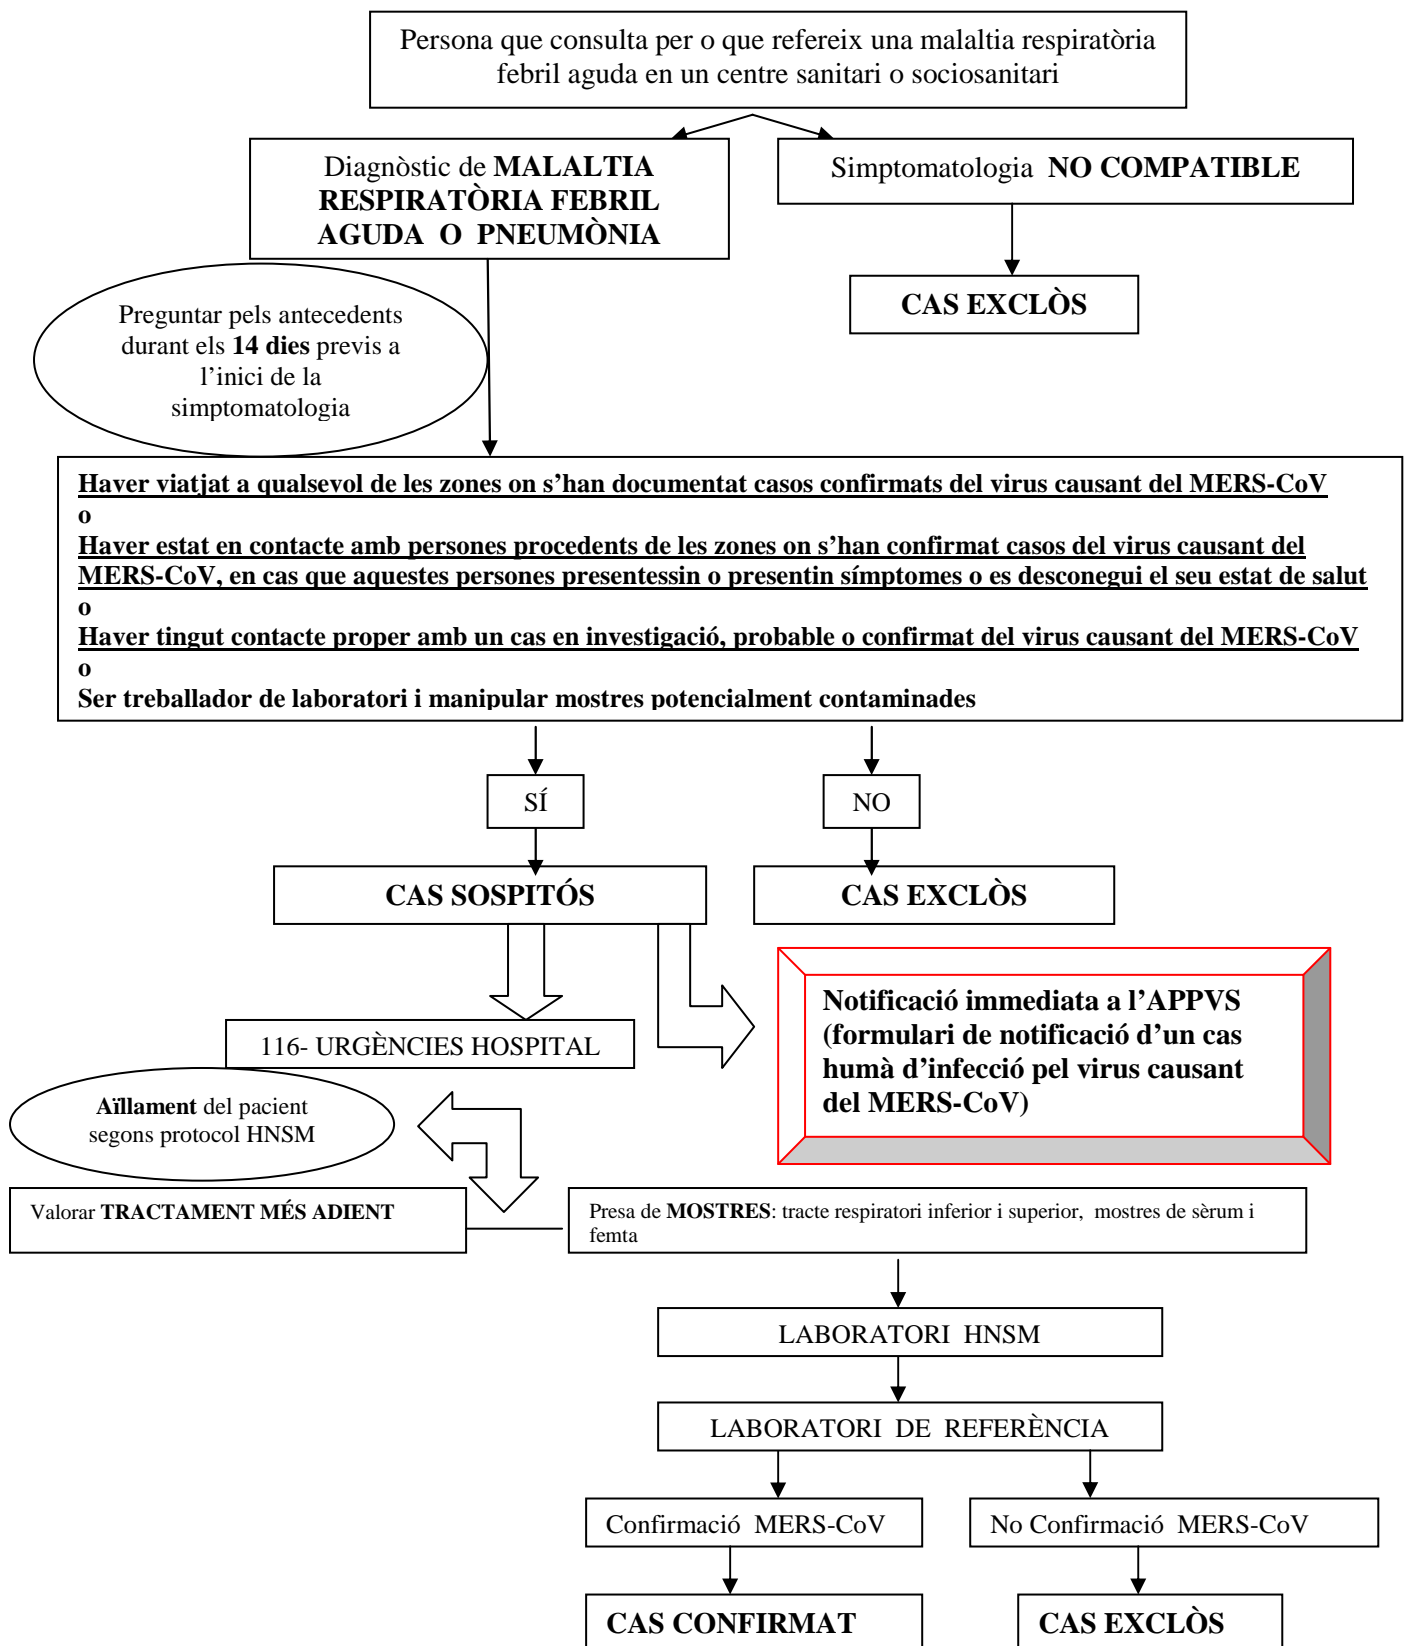 Persona que consulta per o que refereix una malaltia respiratòria
febril aguda en un centre sanitari o sociosanitari
Diagnòstic de MALALTIA
RESPIRATÒRIA FEBRIL
AGUDA O PNEUMÒNIA
Simptomatologia NO COMPATIBLE
CAS EXCLÒS
Preguntar pels antecedents
durant els 14 dies previs a
l’inici de la
simptomatologia
Haver viatjat a qualsevol de les zones on s’han documentat casos confirmats del virus causant del MERS-CoV
o
Haver estat en contacte amb persones procedents de les zones on s’han confirmat casos del virus causant del
MERS-CoV, en cas que aquestes persones presentessin o presentin símptomes o es desconegui el seu estat de salut
o
Haver tingut contacte proper amb un cas en investigació, probable o confirmat del virus causant del MERS-CoV
o
Ser treballador de laboratori i manipular mostres potencialment contaminades
SÍ
NO
CAS SOSPITÓS
CAS EXCLÒS
Notificació immediata a l’APPVS
(formulari de notificació d’un cas
humà d’infecció pel virus causant
del MERS-CoV)
116- URGÈNCIES HOSPITAL
Aïllament del pacient
segons protocol HNSM
Valorar TRACTAMENT MÉS ADIENT
Presa de MOSTRES: tracte respiratori inferior i superior, mostres de sèrum i
femta
LABORATORI HNSM
LABORATORI DE REFERÈNCIA
Confirmació MERS-CoV
No Confirmació MERS-CoV
CAS CONFIRMAT
CAS EXCLÒS